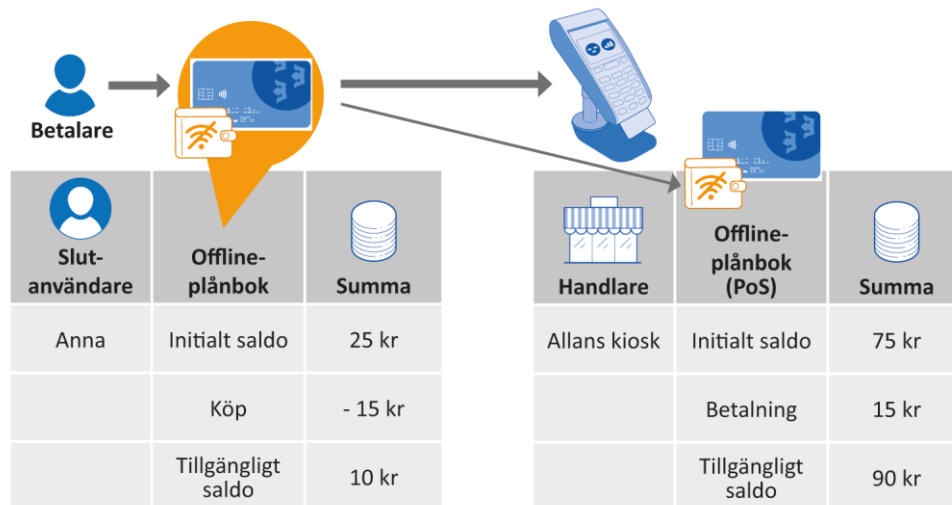 Betalare
Slut-
användare
Offline-
plånbok
Summa
Anna
Initialt saldo
25 kr
Köp
- 15 kr
Tillgängligt
saldo
10 kr
Handlare
Offline-
plånbok
(PoS)
Summa
Allans kiosk
Initialt saldo
75 kr
Betalning
15 kr
Tillgängligt
saldo
90 kr